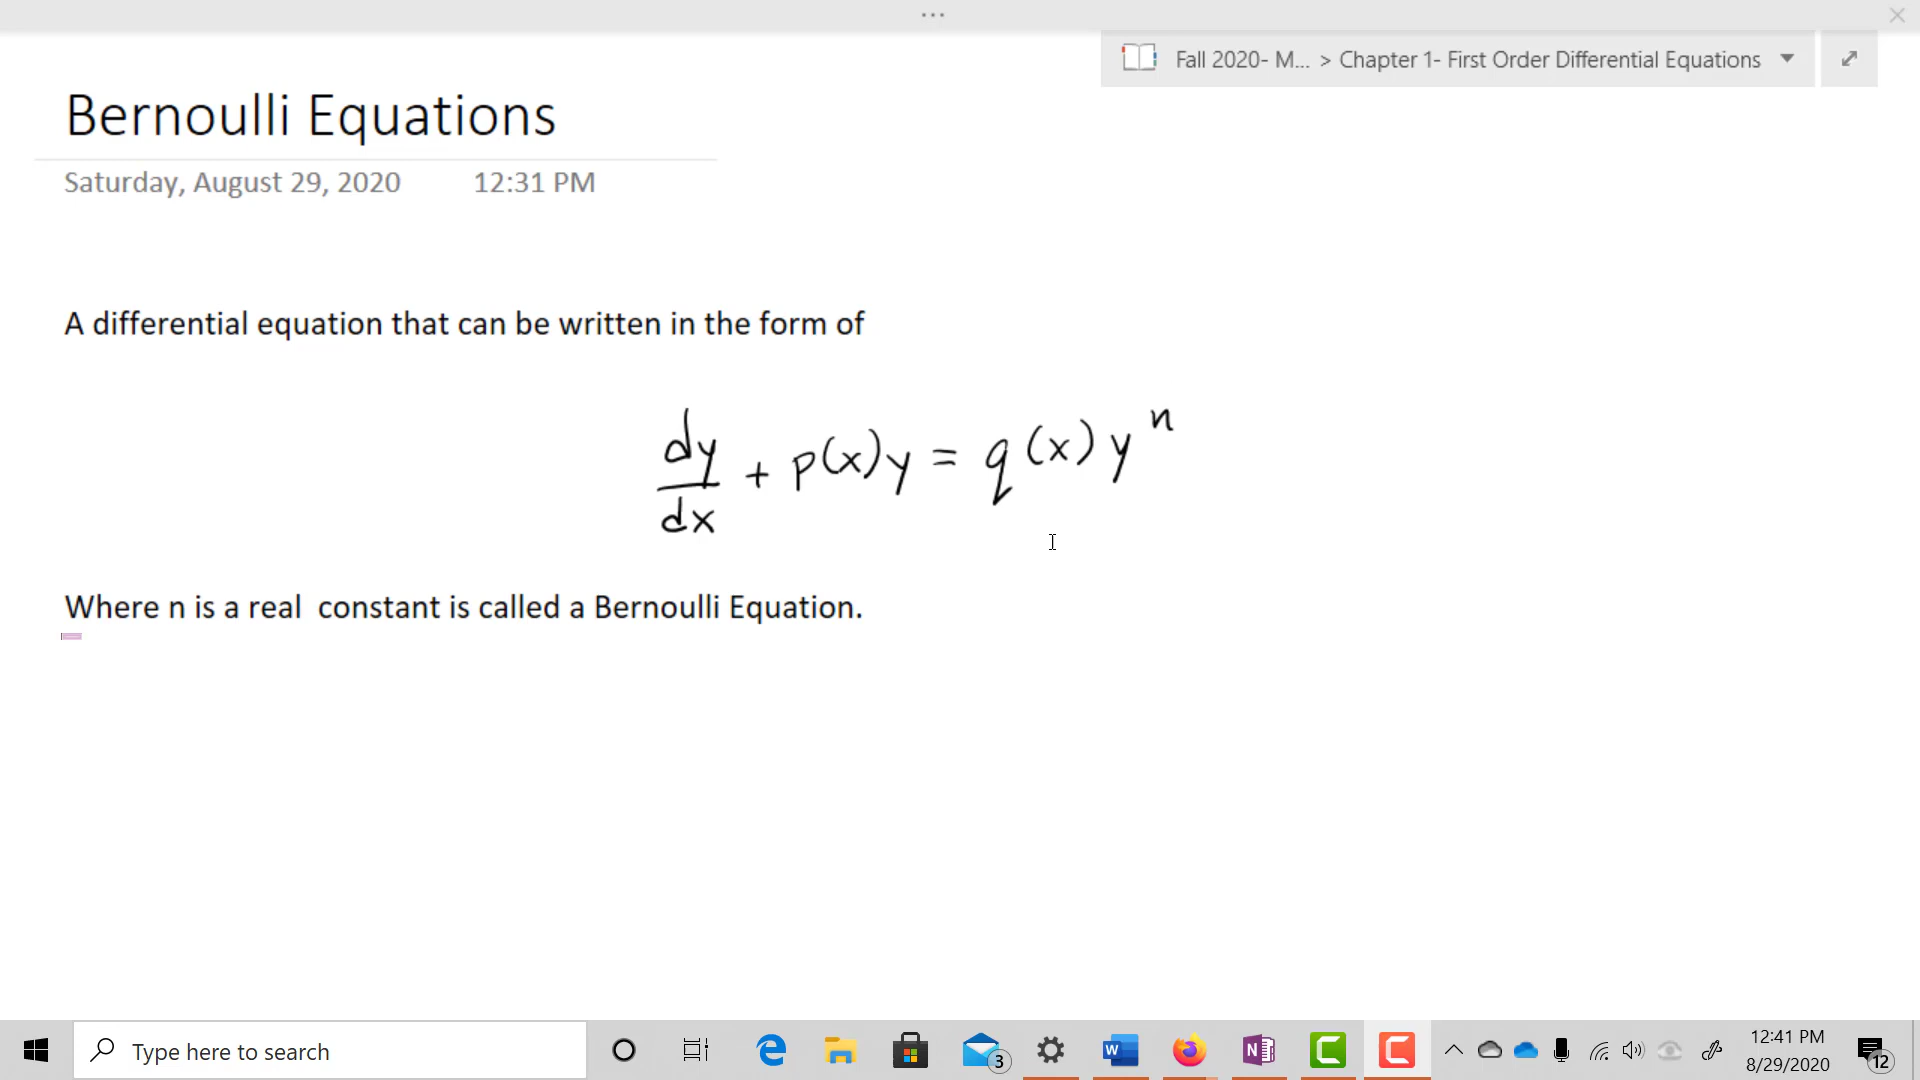 ...
Fall 2020- M... > Chapter 1- First Order Differential Equations
Bernoulli Equations
Saturday, August 29, 2020 12:31 PM
A differential equation that can be written in the form of
dy/dx + p(x)y = q(x)y^n
Where n is a real  constant is called a Bernoulli Equation.
Type here to search
3
W
N
12:41 PM
8/29/2020
12